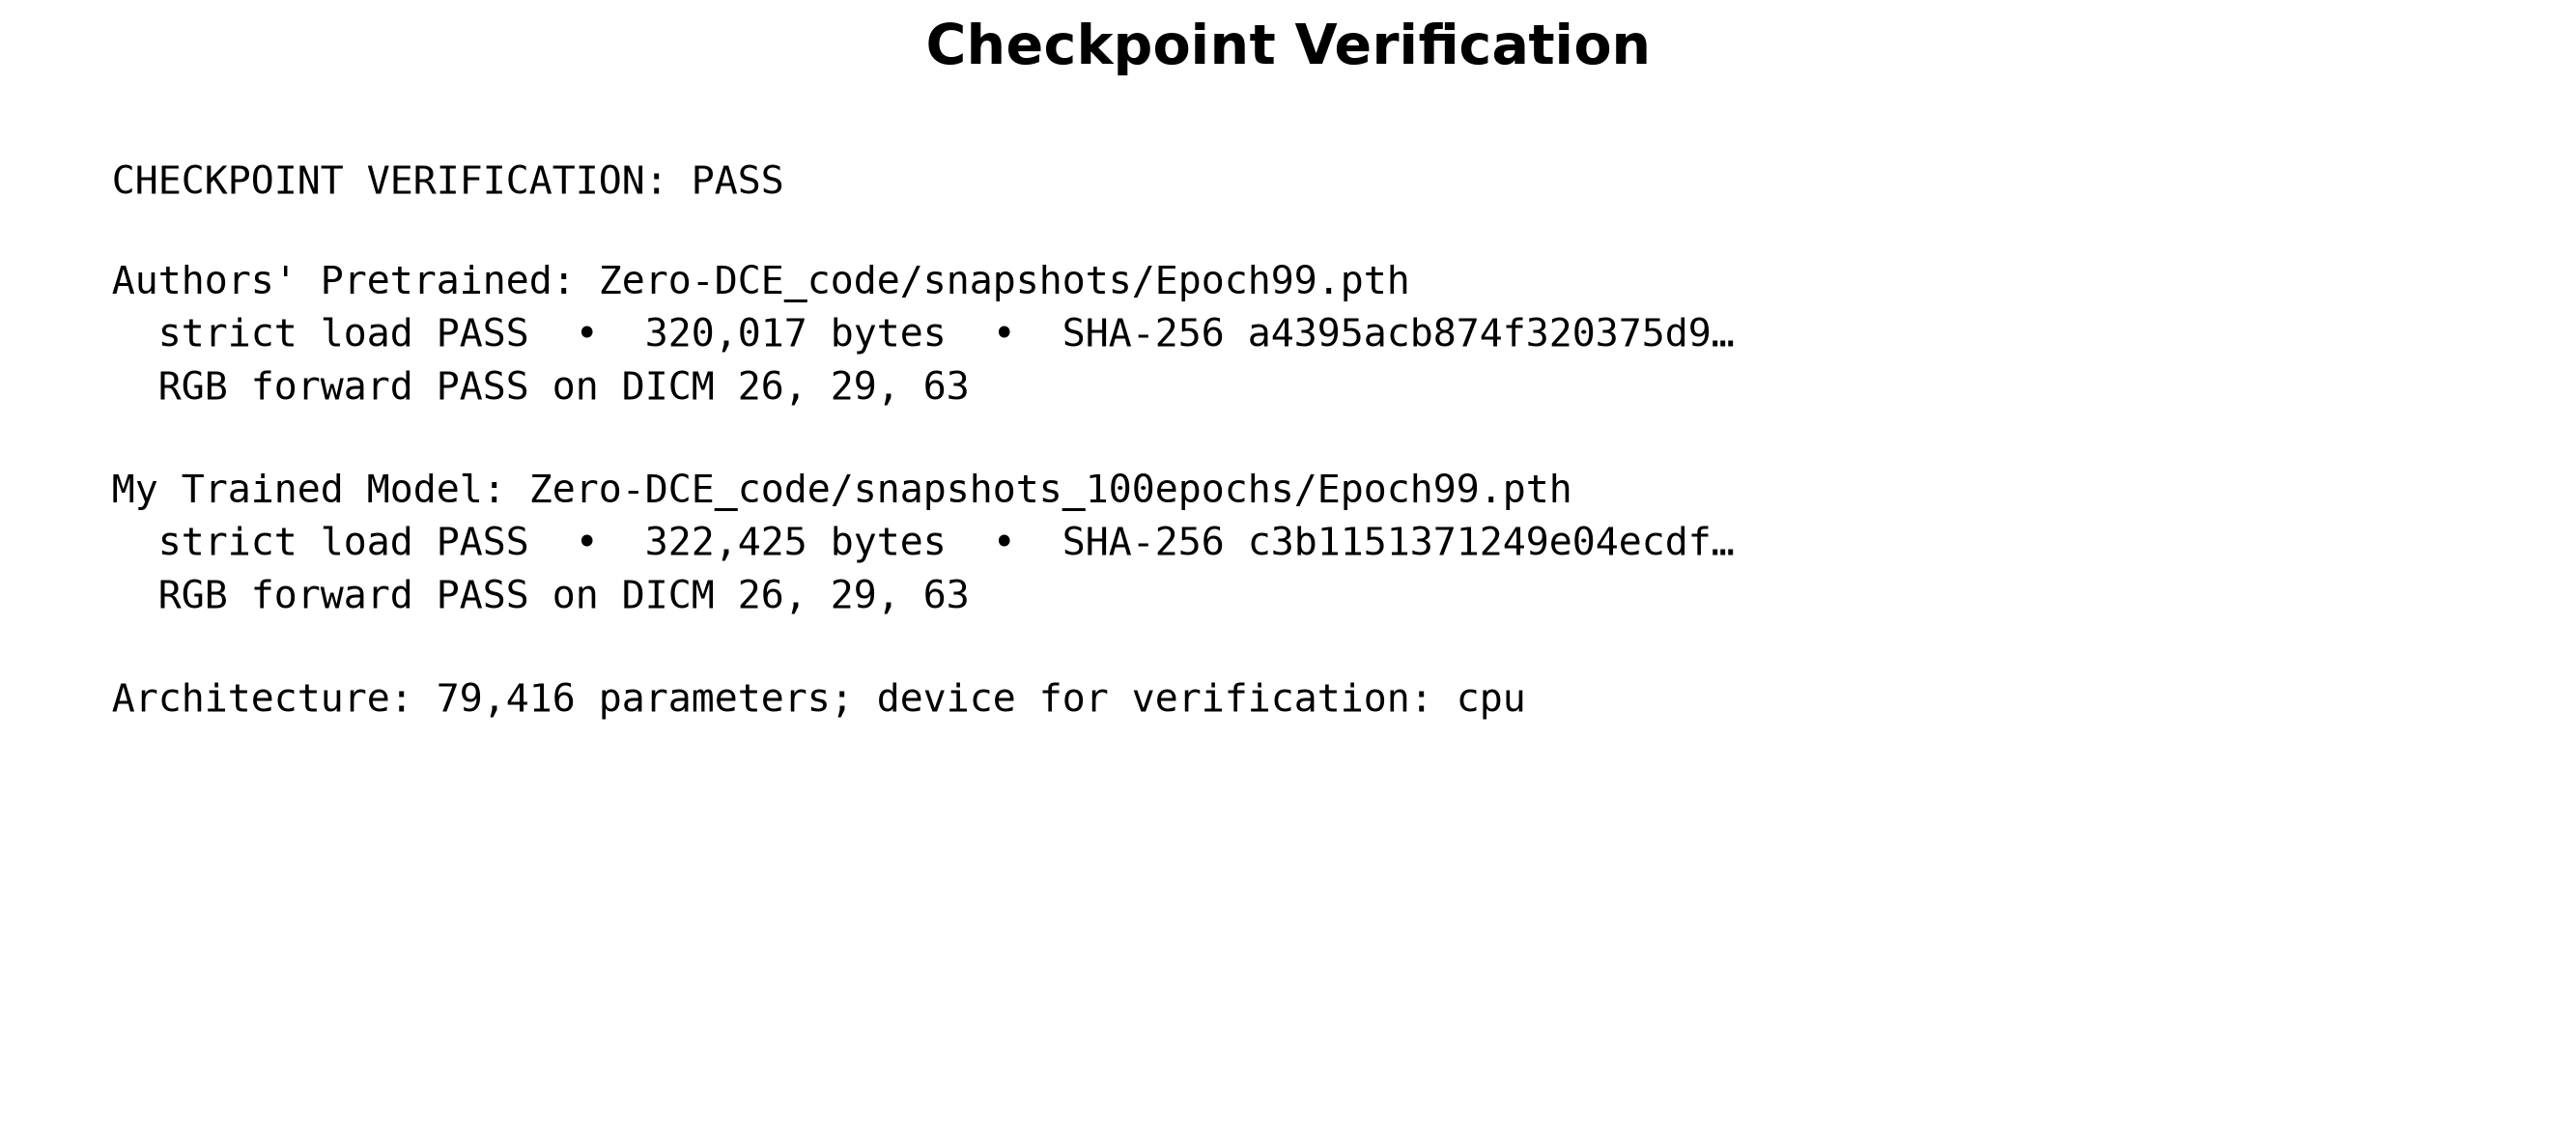 Checkpoint Verification
CHECKPOINT VERIFICATION: PASS
Authors' Pretrained: Zero-DCE_code/snapshots/Epoch99.pth
strict load PASS  •  320,017 bytes  •  SHA-256 a4395acb874f320375d9…
RGB forward PASS on DICM 26, 29, 63
My Trained Model: Zero-DCE_code/snapshots_100epochs/Epoch99.pth
strict load PASS  •  322,425 bytes  •  SHA-256 c3b1151371249e04ecdf…
RGB forward PASS on DICM 26, 29, 63
Architecture: 79,416 parameters; device for verification: cpu